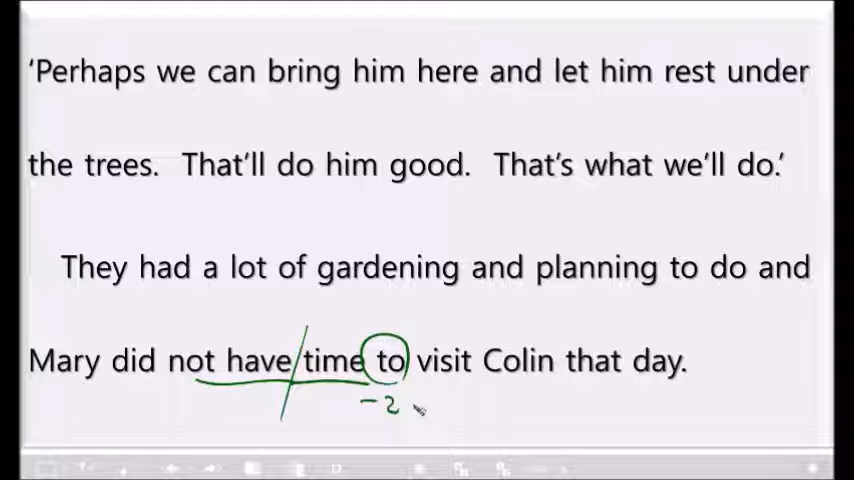 ‘Perhaps we can bring him here and let him rest under
the trees. That’ll do him good. That’s what we’ll do.’
They had a lot of gardening and planning to do and
Mary did not have time to visit Colin that day.